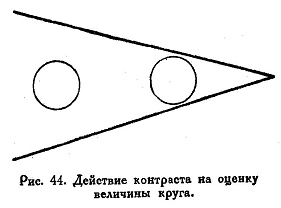 Рис. 44. Действие контраста на оценку
величины круга.